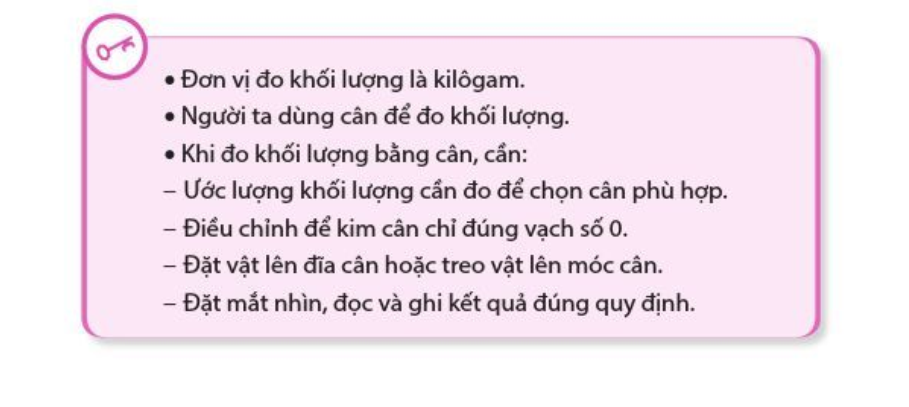 • Đơn vị đo khối lượng là kilôgam.
• Người ta dùng cân để đo khối lượng.
• Khi đo khối lượng bằng cân, cần:
– Ước lượng khối lượng cần đo để chọn cân phù hợp.
– Điều chỉnh để kim cân chỉ đúng vạch số 0.
– Đặt vật lên đĩa cân hoặc treo vật lên móc cân.
– Đặt mắt nhìn, đọc và ghi kết quả đúng quy định.